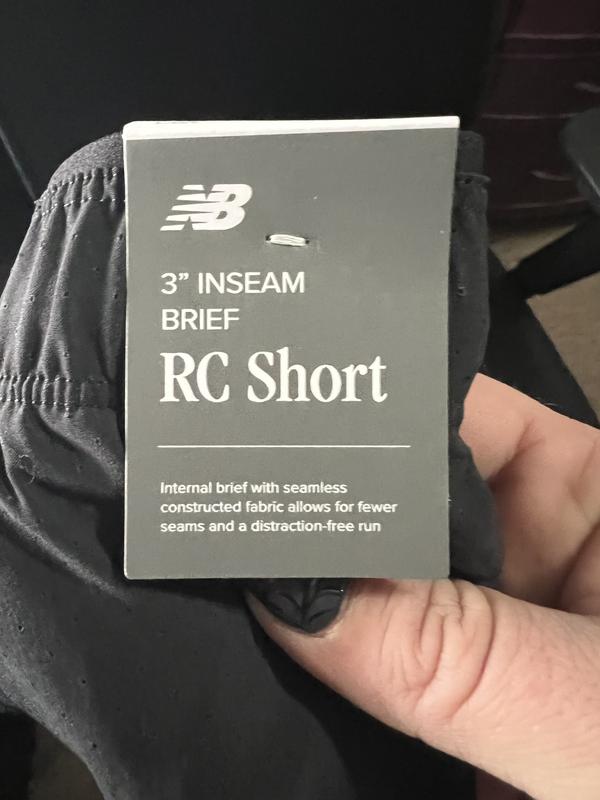 NB
3” INSEAM
BRIEF
RC Short
Internal brief with seamless
constructed fabric allows for fewer
seams and a distraction-free run